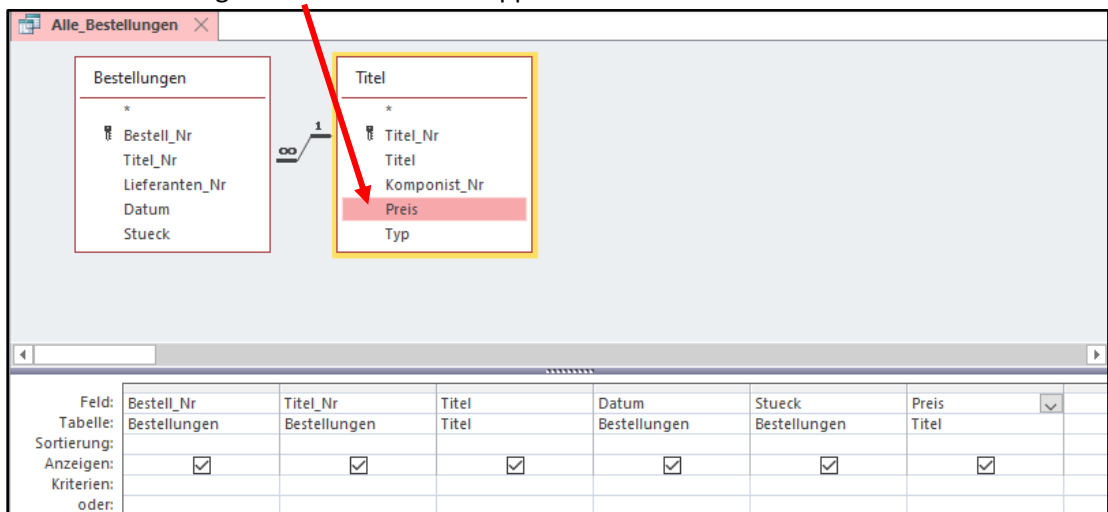 Alle_Bestellungen
Bestellungen
*
Bestell_Nr
Titel_Nr
Lieferanten_Nr
Datum
Stueck
∞
1
Titel
*
Titel_Nr
Titel
Komponist_Nr
Preis
Typ
Feld: Bestell_Nr Titel_Nr Titel Datum Stueck Preis
Tabelle: Bestellungen Bestellungen Titel Bestellungen Bestellungen Titel
Sortierung:
Anzeigen:
Kriterien:
oder: